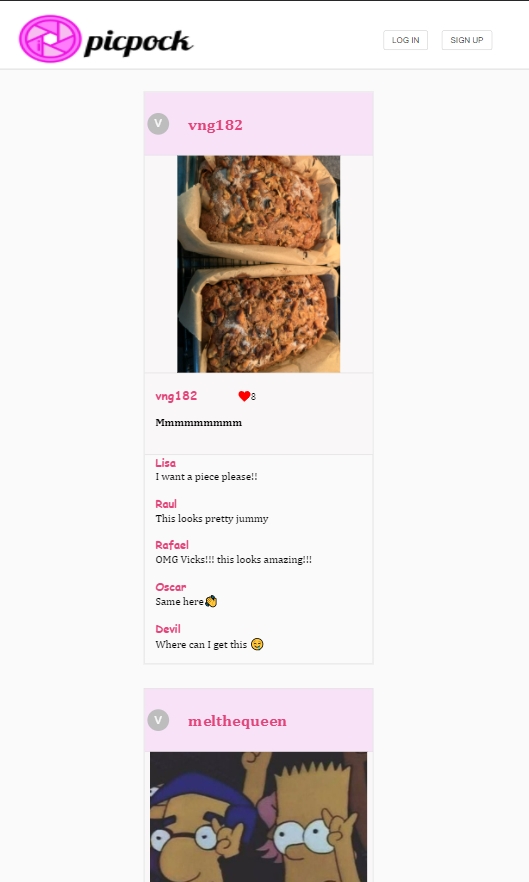 picpock
LOG IN
SIGN UP
V
vng182
vng182
8
Mmmmmmmmm
Lisa
I want a piece please!!
Raul
This looks pretty jummy
Rafael
OMG Vicks!!! this looks amazing!!!
Oscar
Same here👏
Devil
Where can I get this 😊
V
melthequeen